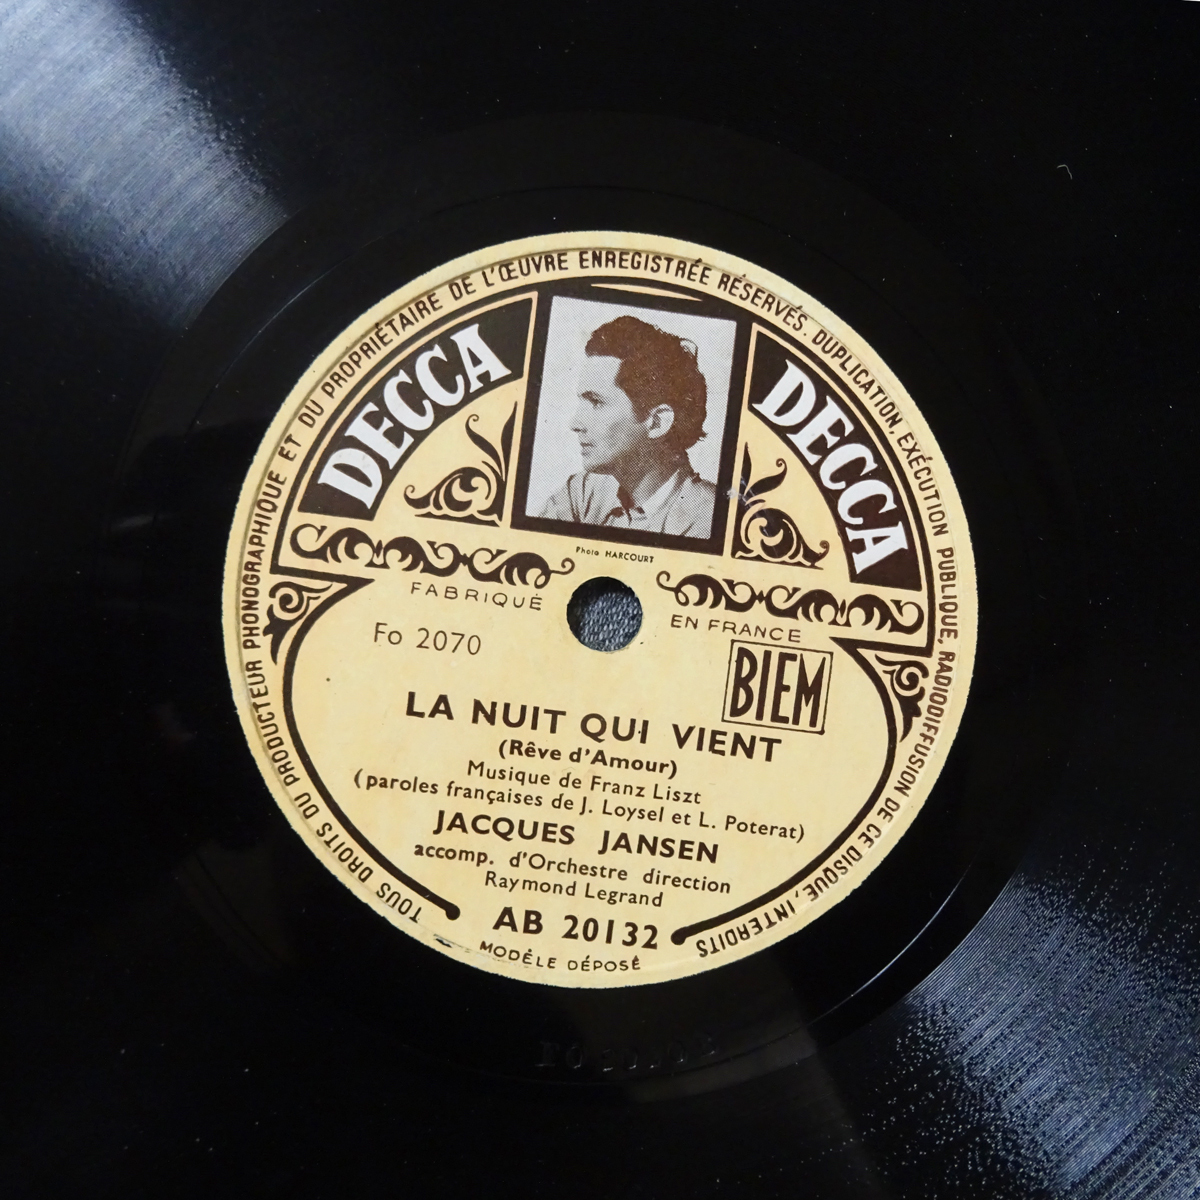 TOUS DROITS DU PRODUCTEUR PHONOGRAPHIQUE ET DU PROPRIÉTAIRE DE L'ŒUVRE ENREGISTRÉE RÉSERVÉS. DUPLICATION, EXÉCUTION PUBLIQUE, RADIODIFFUSION DE CE DISQUE, INTERDITS
DECCA
DECCA
Photo HARCOURT
FABRIQUÉ
EN FRANCE
Fo 2070
BIEM
LA NUIT QUI VIENT
(Rêve d'Amour)
Musique de Franz Liszt
(paroles françaises de J. Loysel et L. Poterat)
JACQUES JANSEN
accomp. d'Orchestre direction
Raymond Legrand
AB 20132
MODÈLE DÉPOSÉ